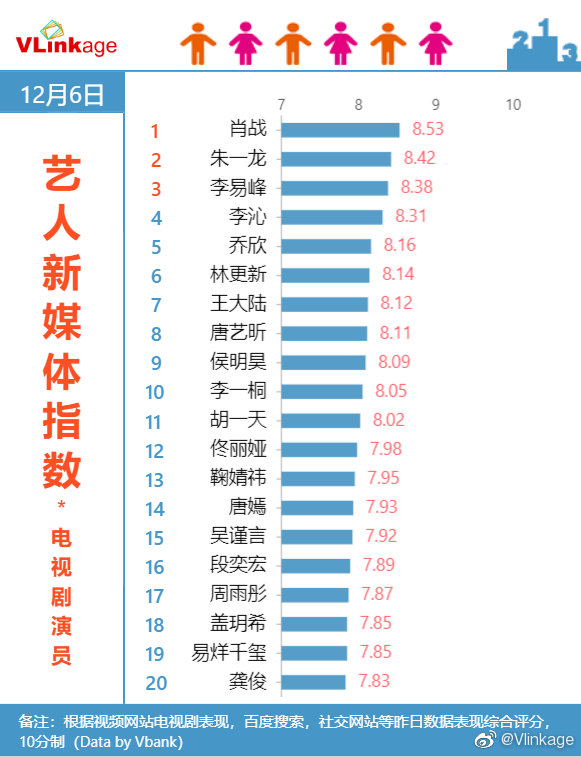 VLinkage
1
2
3
12月6日
艺人新媒体指数
*电视剧演员
7 8 9 10
1 肖战 8.53
2 朱一龙 8.42
3 李易峰 8.38
4 李沁 8.31
5 乔欣 8.16
6 林更新 8.14
7 王大陆 8.12
8 唐艺昕 8.11
9 侯明昊 8.09
10 李一桐 8.05
11 胡一天 8.02
12 佟丽娅 7.98
13 鞠婧祎 7.95
14 唐嫣 7.93
15 吴谨言 7.92
16 段奕宏 7.89
17 周雨彤 7.87
18 盖玥希 7.85
19 易烊千玺 7.85
20 龚俊 7.83
备注：根据视频网站电视剧表现，百度搜索，社交网站等昨日数据表现综合评分，
10分制（Data by Vbank）
@Vlinkage